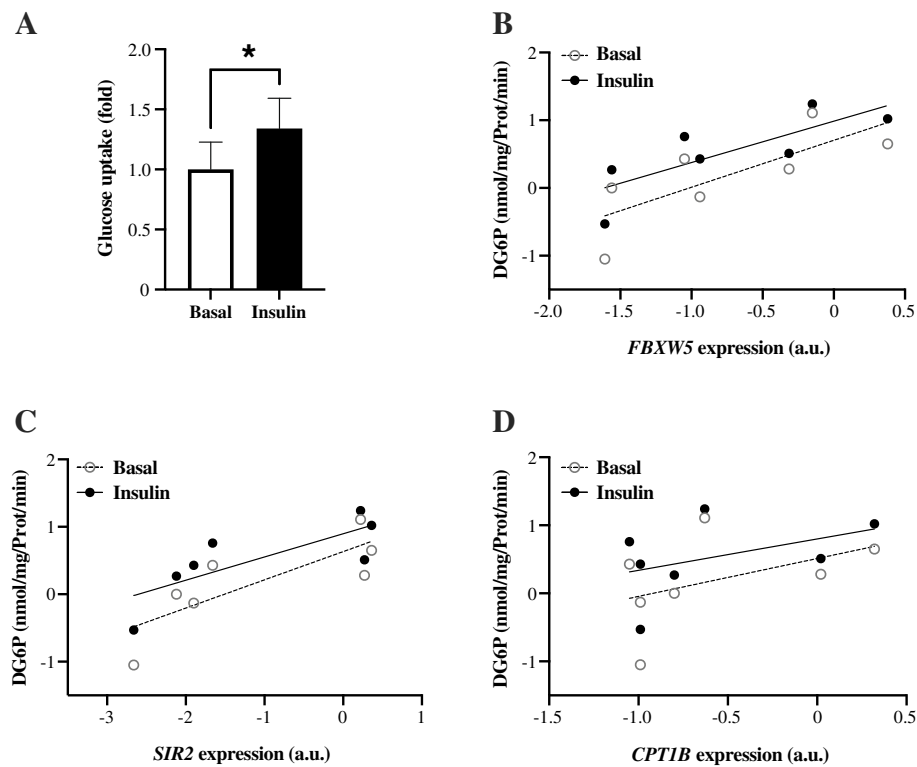 A
Glucose uptake (fold)
2.0
1.5
1.0
0.5
0
*
Basal
Insulin
B
DG6P (nmol/mg/Prot/min)
2
1
0
-1
Basal
Insulin
-2.0 -1.5 -1.0 -0.5 0 0.5
FBXW5 expression (a.u.)
C
DG6P (nmol/mg/Prot/min)
2
1
0
-1
Basal
Insulin
-3 -2 -1 0 1
SIR2 expression (a.u.)
D
DG6P (nmol/mg/Prot/min)
2
1
0
-1
Basal
Insulin
-1.5 -1.0 -0.5 0 0.5
CPT1B expression (a.u.)